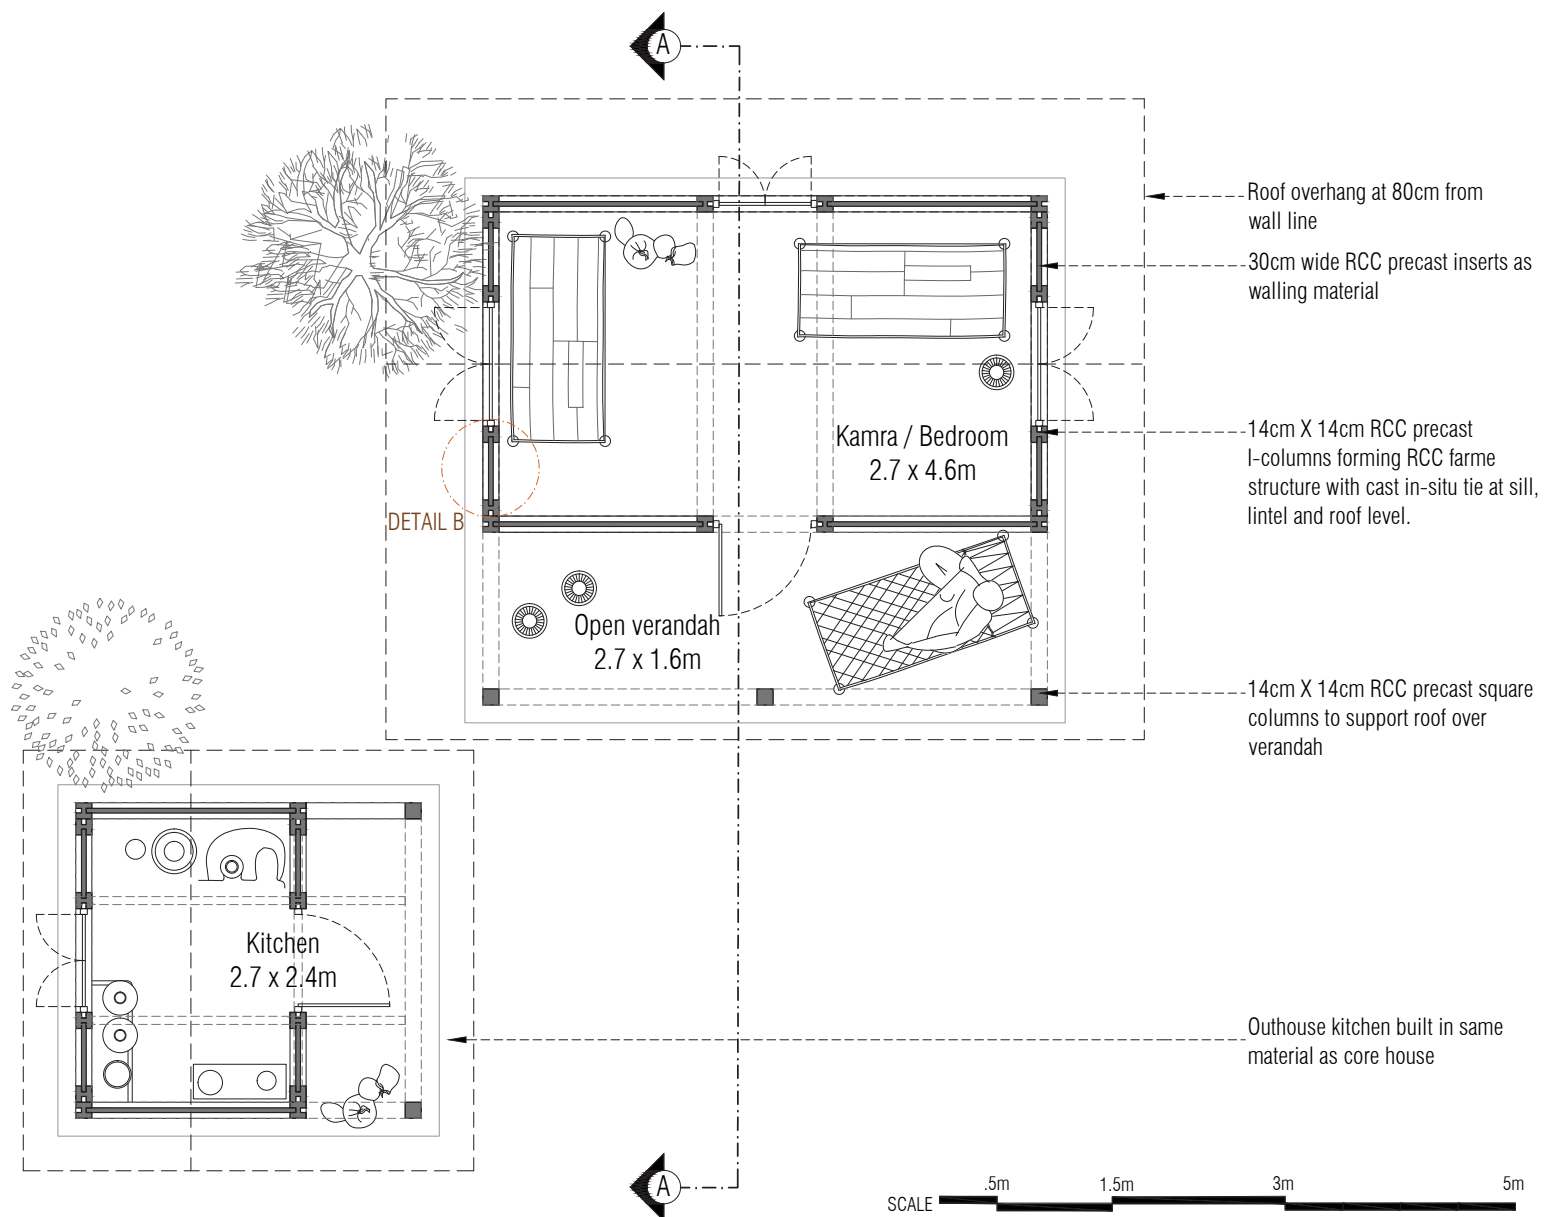 A
Roof overhang at 80cm from
wall line
30cm wide RCC precast inserts as
walling material
Kamra / Bedroom
2.7 x 4.6m
14cm X 14cm RCC precast
I-columns forming RCC farme
structure with cast in-situ tie at sill,
lintel and roof level.
DETAIL B
Open verandah
2.7 x 1.6m
14cm X 14cm RCC precast square
columns to support roof over
verandah
Kitchen
2.7 x 2.4m
Outhouse kitchen built in same
material as core house
A
SCALE .5m 1.5m 3m 5m